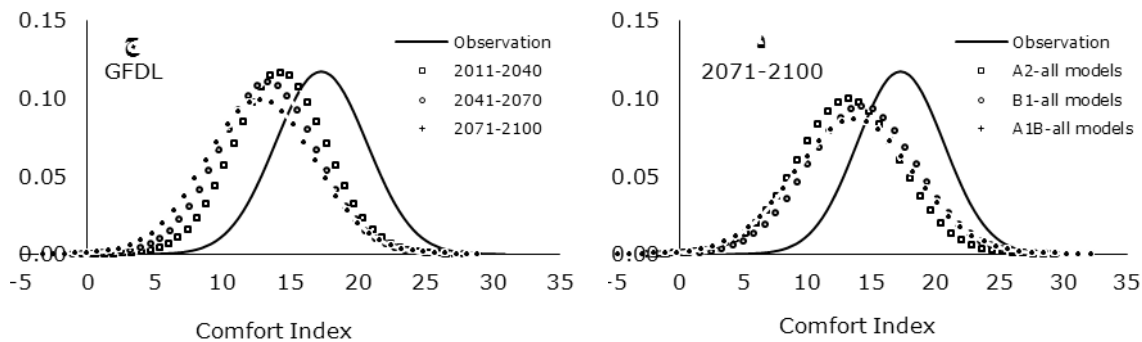 ج
GFDL
Observation
2011-2040
2041-2070
2071-2100
0.15
0.10
0.05
0.00
-5 0 5 10 15 20 25 30 35
Comfort Index
د
2071-2100
Observation
A2-all models
B1-all models
A1B-all models
0.15
0.10
0.05
0.00
-5 0 5 10 15 20 25 30 35
Comfort Index